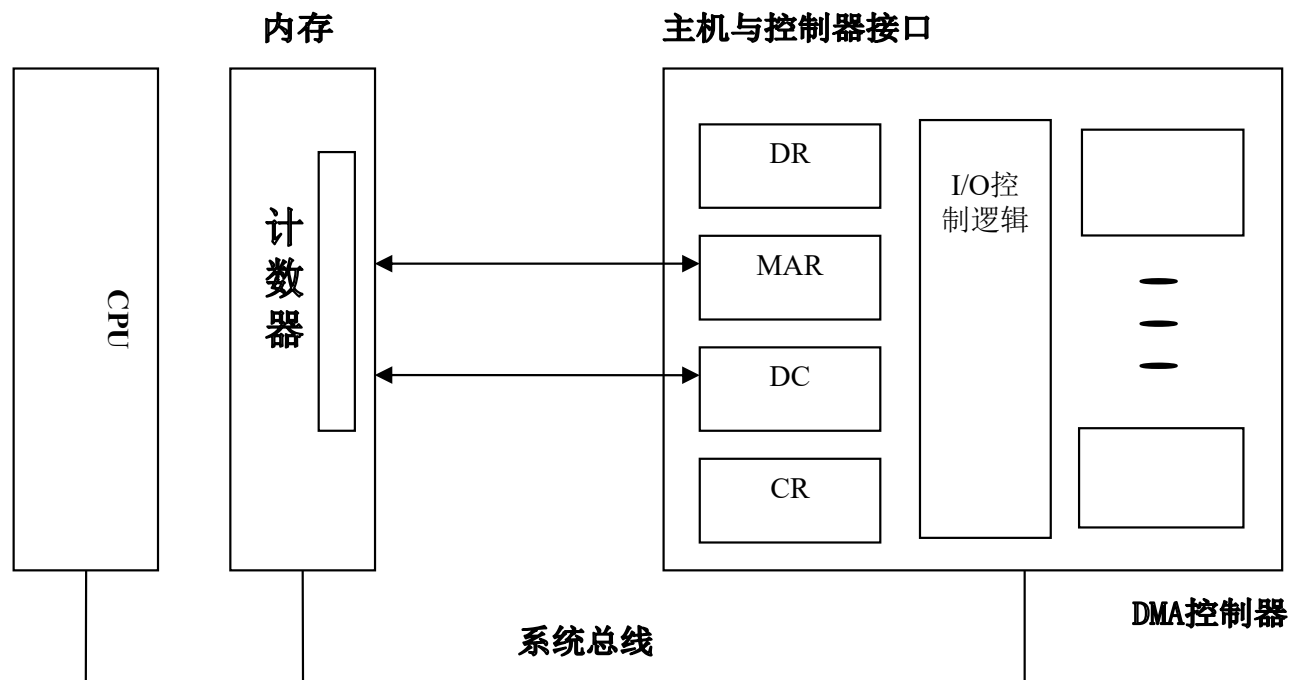 内存
主机与控制器接口
CPU
计数器
DR
MAR
DC
CR
I/O控
制逻辑
DMA控制器
系统总线